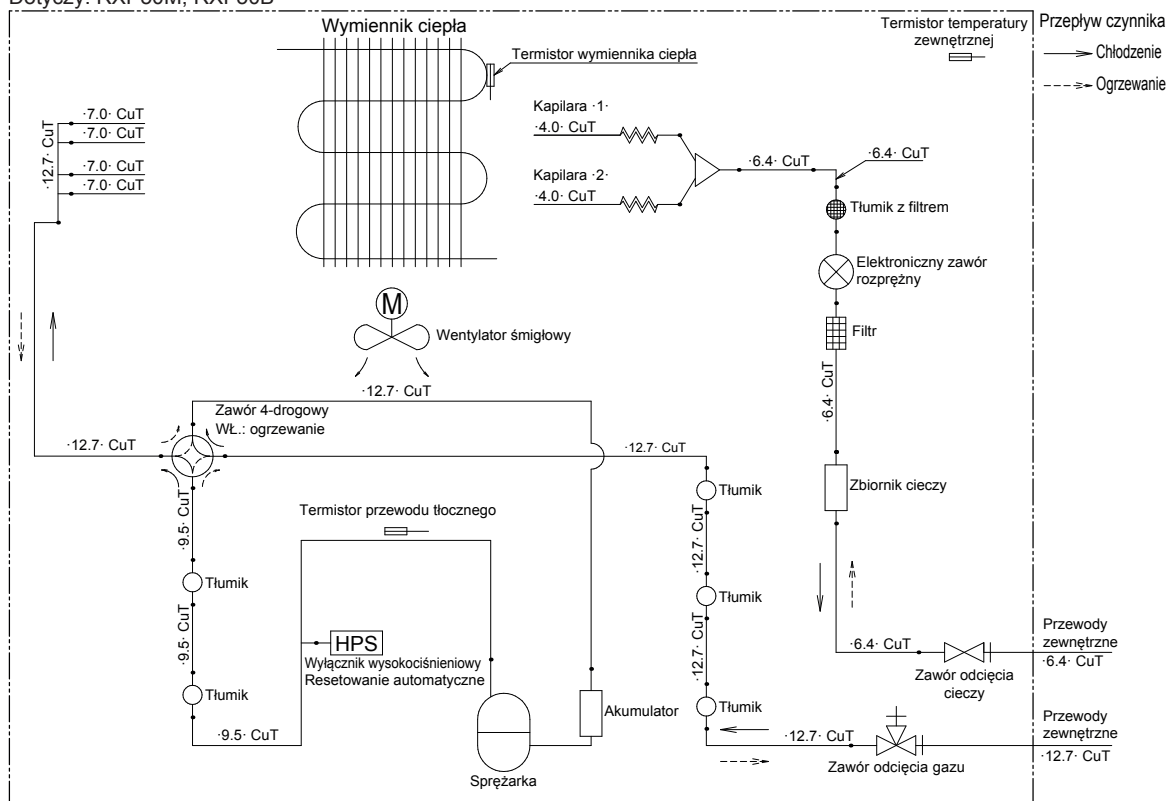 Wymiennik ciepła
Termistor wymiennika ciepła
Termistor temperatury
zewnętrznej
Przepływ czynnika
Chłodzenie
Ogrzewanie
·12.7· CuT
·7.0· CuT
·7.0· CuT
·7.0· CuT
·7.0· CuT
Kapilara ·1·
·4.0· CuT
Kapilara ·2·
·4.0· CuT
·6.4· CuT
·6.4· CuT
Tłumik z filtrem
Elektroniczny zawór
rozprężny
Filtr
·6.4· CuT
Zbiornik cieczy
M
Wentylator śmigłowy
·12.7· CuT
Zawór 4-drogowy
WŁ.: ogrzewanie
·12.7· CuT
·12.7· CuT
·9.5· CuT
Tłumik
·9.5· CuT
Tłumik
·9.5· CuT
Termistor przewodu tłocznego
HPS
Wyłącznik wysokociśnieniowy
Resetowanie automatyczne
Sprężarka
Akumulator
Tłumik
·12.7· CuT
Tłumik
·12.7· CuT
Tłumik
·6.4· CuT
Zawór odcięcia
cieczy
Przewody
zewnętrzne
·6.4· CuT
·12.7· CuT
Zawór odcięcia gazu
Przewody
zewnętrzne
·12.7· CuT